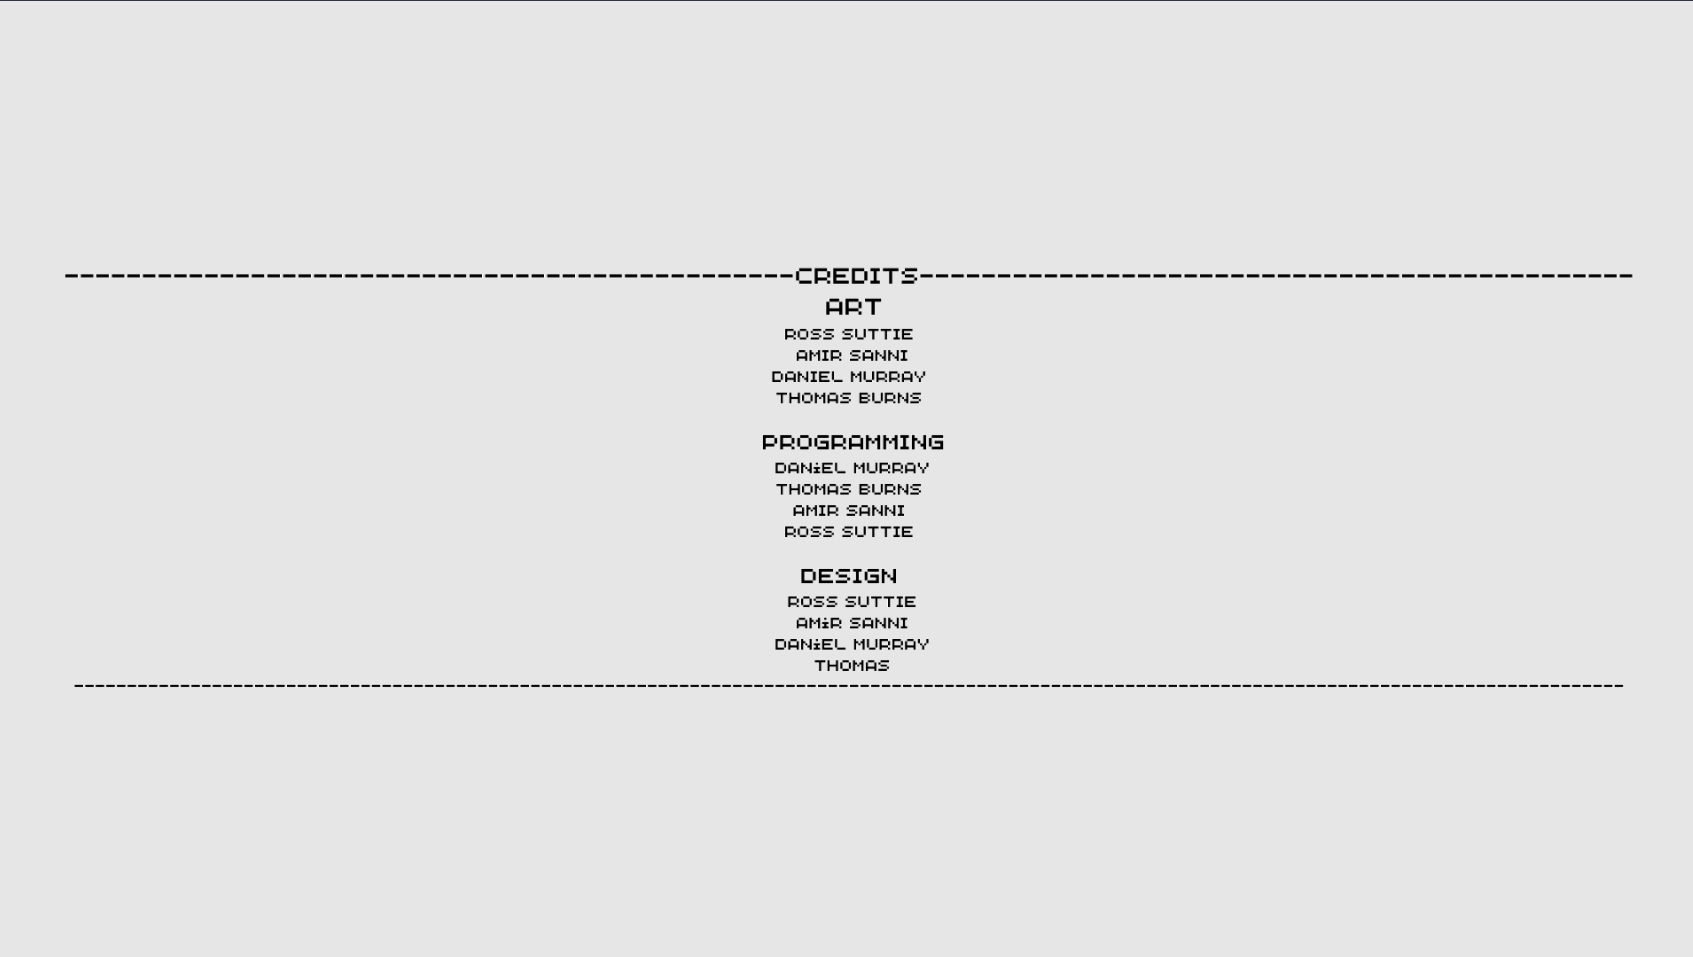 ----------------------------------------------CREDITS----------------------------------------------
ART
ROSS SUTTIE
AMIR SANNI
DANIEL MURRAY
THOMAS BURNS
PROGRAMMING
DANiEL MURRAY
THOMAS BURNS
AMIR SANNI
ROSS SUTTIE
DESIGN
ROSS SUTTIE
AMiR SANNI
DANiEL MURRAY
THOMAS
--------------------------------------------------------------------------------------------------------------------------------------------------